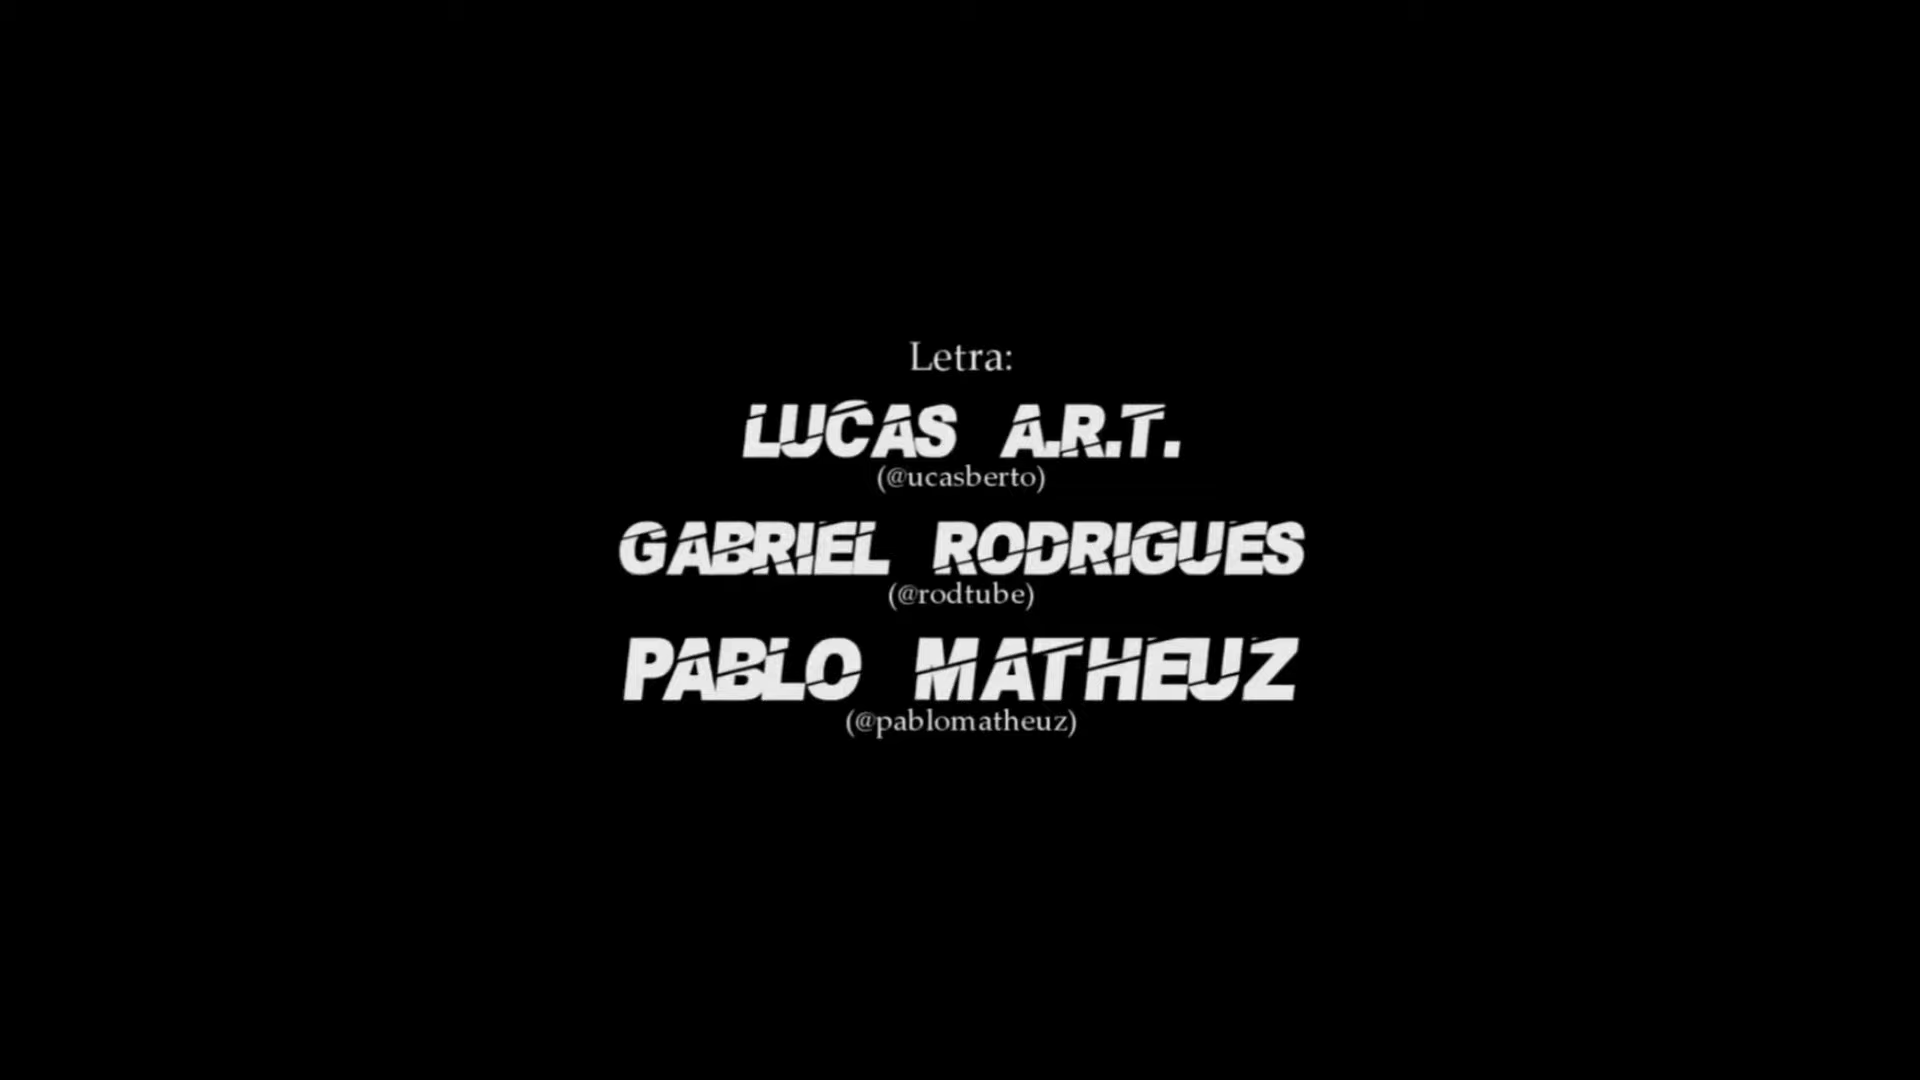 Letra:
LUCAS A.R.T.
(@ucasberto)
GABRIEL RODRIGUES
(@rodtube)
PABLO MATHEUZ
(@pablomatheuz)